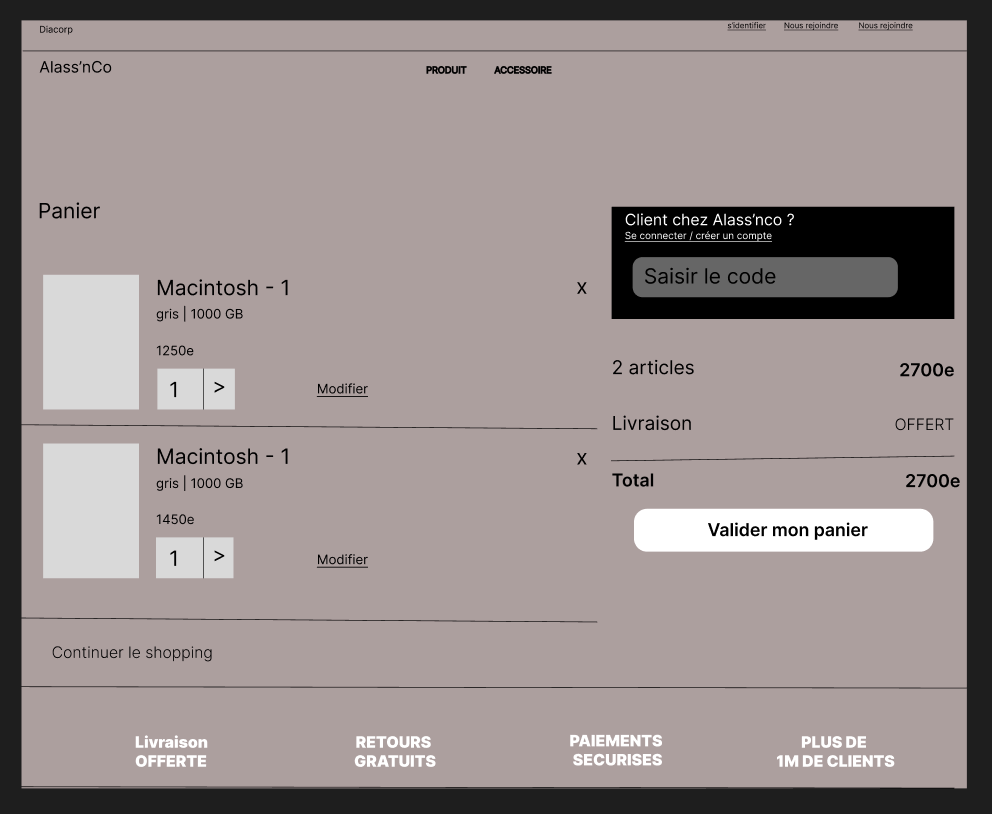 Diacorp
s'identifier
Nous rejoindre
Nous rejoindre
Alass'nCo
PRODUIT
ACCESSOIRE
Panier
Macintosh - 1
x
gris | 1000 GB
1250e
1
>
Modifier
Macintosh - 1
x
gris | 1000 GB
1450e
1
>
Modifier
Continuer le shopping
Client chez Alass'nco ?
Se connecter / créer un compte
Saisir le code
2 articles
2700e
Livraison
OFFERT
Total
2700e
Valider mon panier
Livraison
OFFERTE
RETOURS
GRATUITS
PAIEMENTS
SECURISES
PLUS DE
1M DE CLIENTS